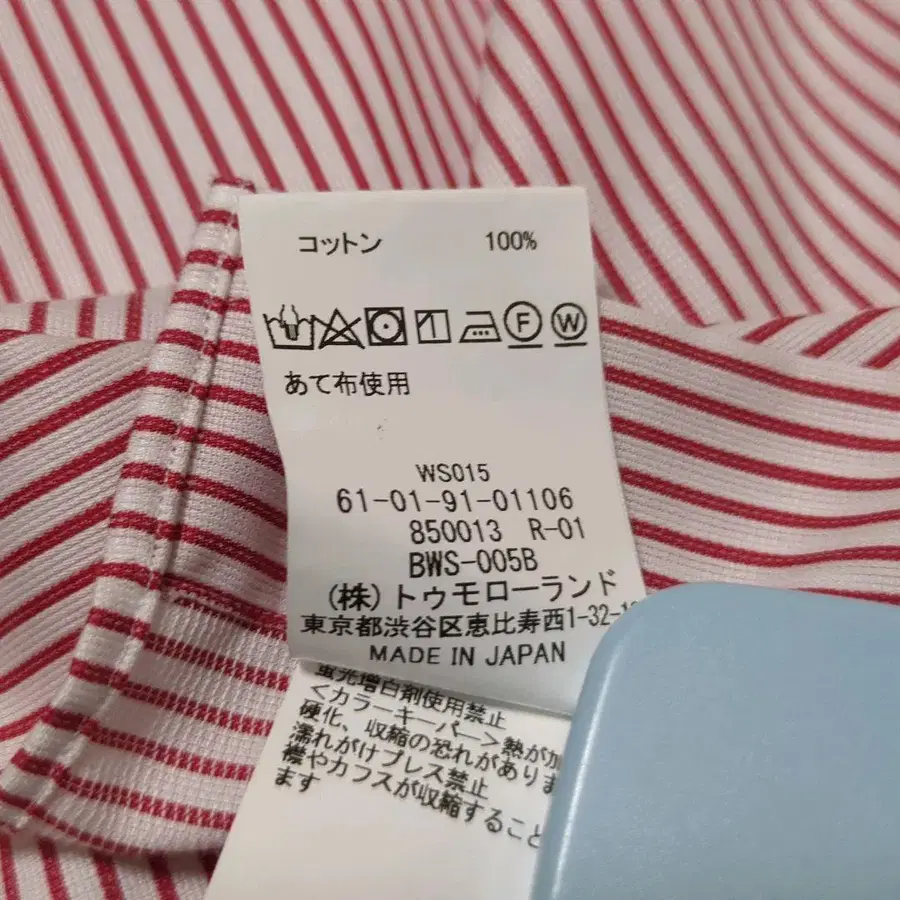 コットン 100%
F W
あて布使用
WS015
61-01-91-01106
850013 R-01
BWS-005B
(株)トゥモローランド
東京都渋谷区恵比寿西1-32-
MADE IN JAPAN
蛍光増白剤使用禁止
<カラーキーパー>熱が加
硬化、収縮の恐れがありま
濡れがけプレス禁止
襟やカフスが収縮すること
ます